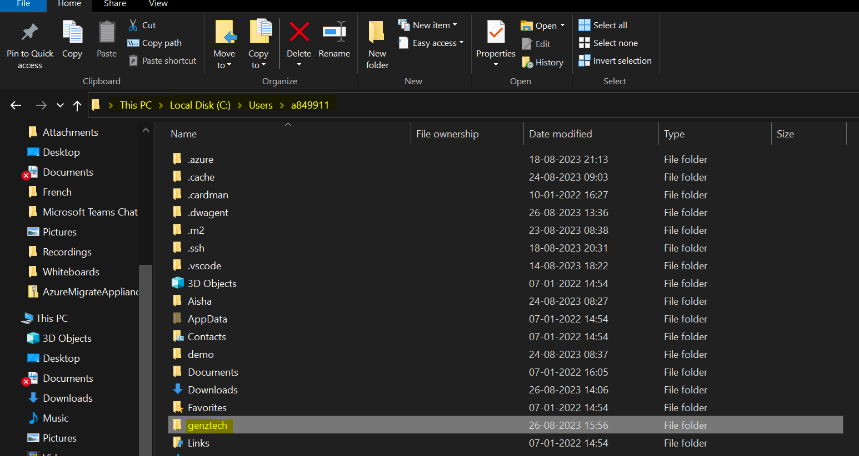 File Home Share View
Pin to Quick access
Copy
Paste
Cut
Copy path
Paste shortcut
Clipboard
Move to
Copy to
Delete
Rename
Organize
New folder
New item
Easy access
New
Properties
Open
Edit
History
Open
Select all
Select none
Invert selection
Select
This PC > Local Disk (C:) > Users > a849911
Attachments
Desktop
Documents
French
Microsoft Teams Chat
Pictures
Recordings
Whiteboards
AzureMigrateApplianc
This PC
3D Objects
Desktop
Documents
Downloads
Music
Pictures
Name File ownership Date modified Type Size
.azure 18-08-2023 21:13 File folder
.cache 24-08-2023 09:03 File folder
.cardman 10-01-2022 16:27 File folder
.dwagent 26-08-2023 13:36 File folder
.m2 23-08-2023 08:38 File folder
.ssh 18-08-2023 20:31 File folder
.vscode 14-08-2023 18:22 File folder
3D Objects 07-01-2022 14:54 File folder
Aisha 24-08-2023 08:27 File folder
AppData 07-01-2022 14:54 File folder
Contacts 07-01-2022 14:54 File folder
demo 24-08-2023 08:37 File folder
Documents 07-01-2022 16:05 File folder
Downloads 26-08-2023 14:06 File folder
Favorites 07-01-2022 14:54 File folder
genztech 26-08-2023 15:56 File folder
Links 07-01-2022 14:54 File folder